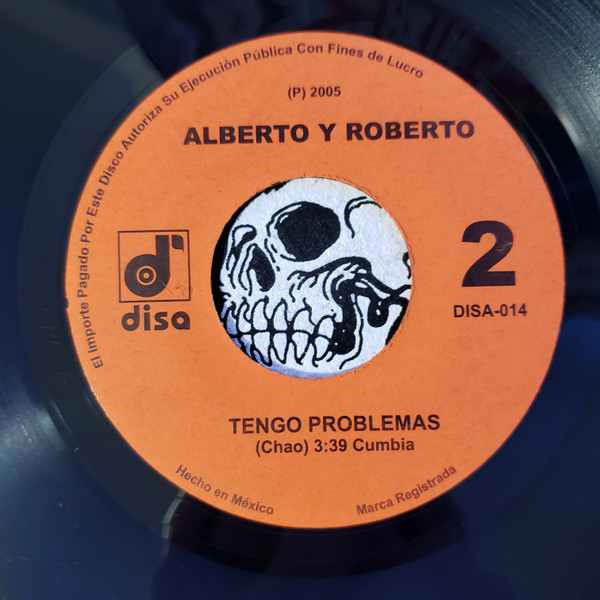 El Importe Pagado Por Este Disco Autoriza Su Ejecución Pública Con Fines de Lucro
(P) 2005
ALBERTO Y ROBERTO
2
DISA-014
d
disa
TENGO PROBLEMAS
(Chao) 3:39 Cumbia
Hecho en México
Marca Registrada